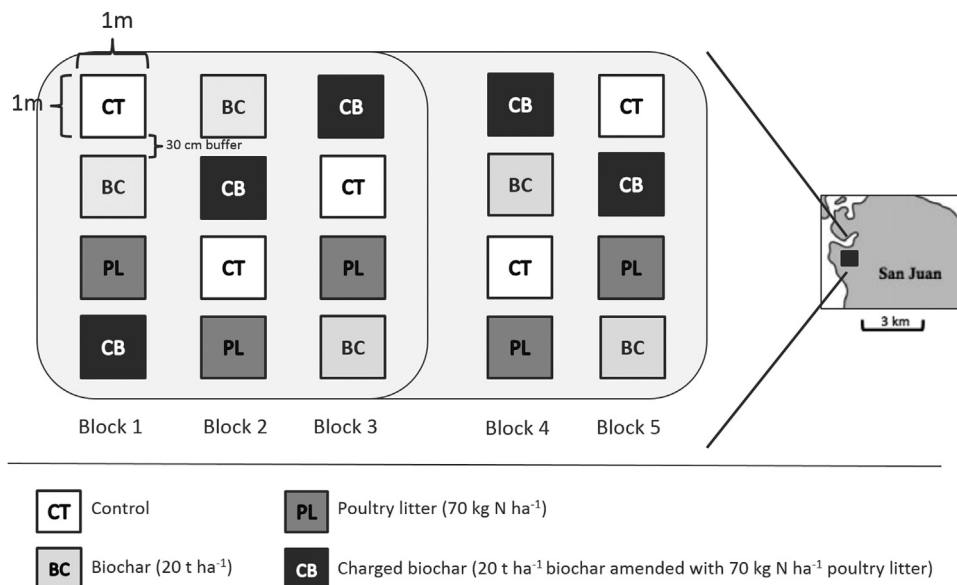 1m
1m
CT
BC
CB
CB
CT
30 cm buffer
BC
CB
CT
BC
CB
PL
CT
PL
CT
PL
San Juan
3 km
CB
PL
BC
PL
BC
Block 1
Block 2
Block 3
Block 4
Block 5
CT Control
PL Poultry litter (70 kg N ha⁻¹)
BC Biochar (20 t ha⁻¹)
CB Charged biochar (20 t ha⁻¹ biochar amended with 70 kg N ha⁻¹ poultry litter)